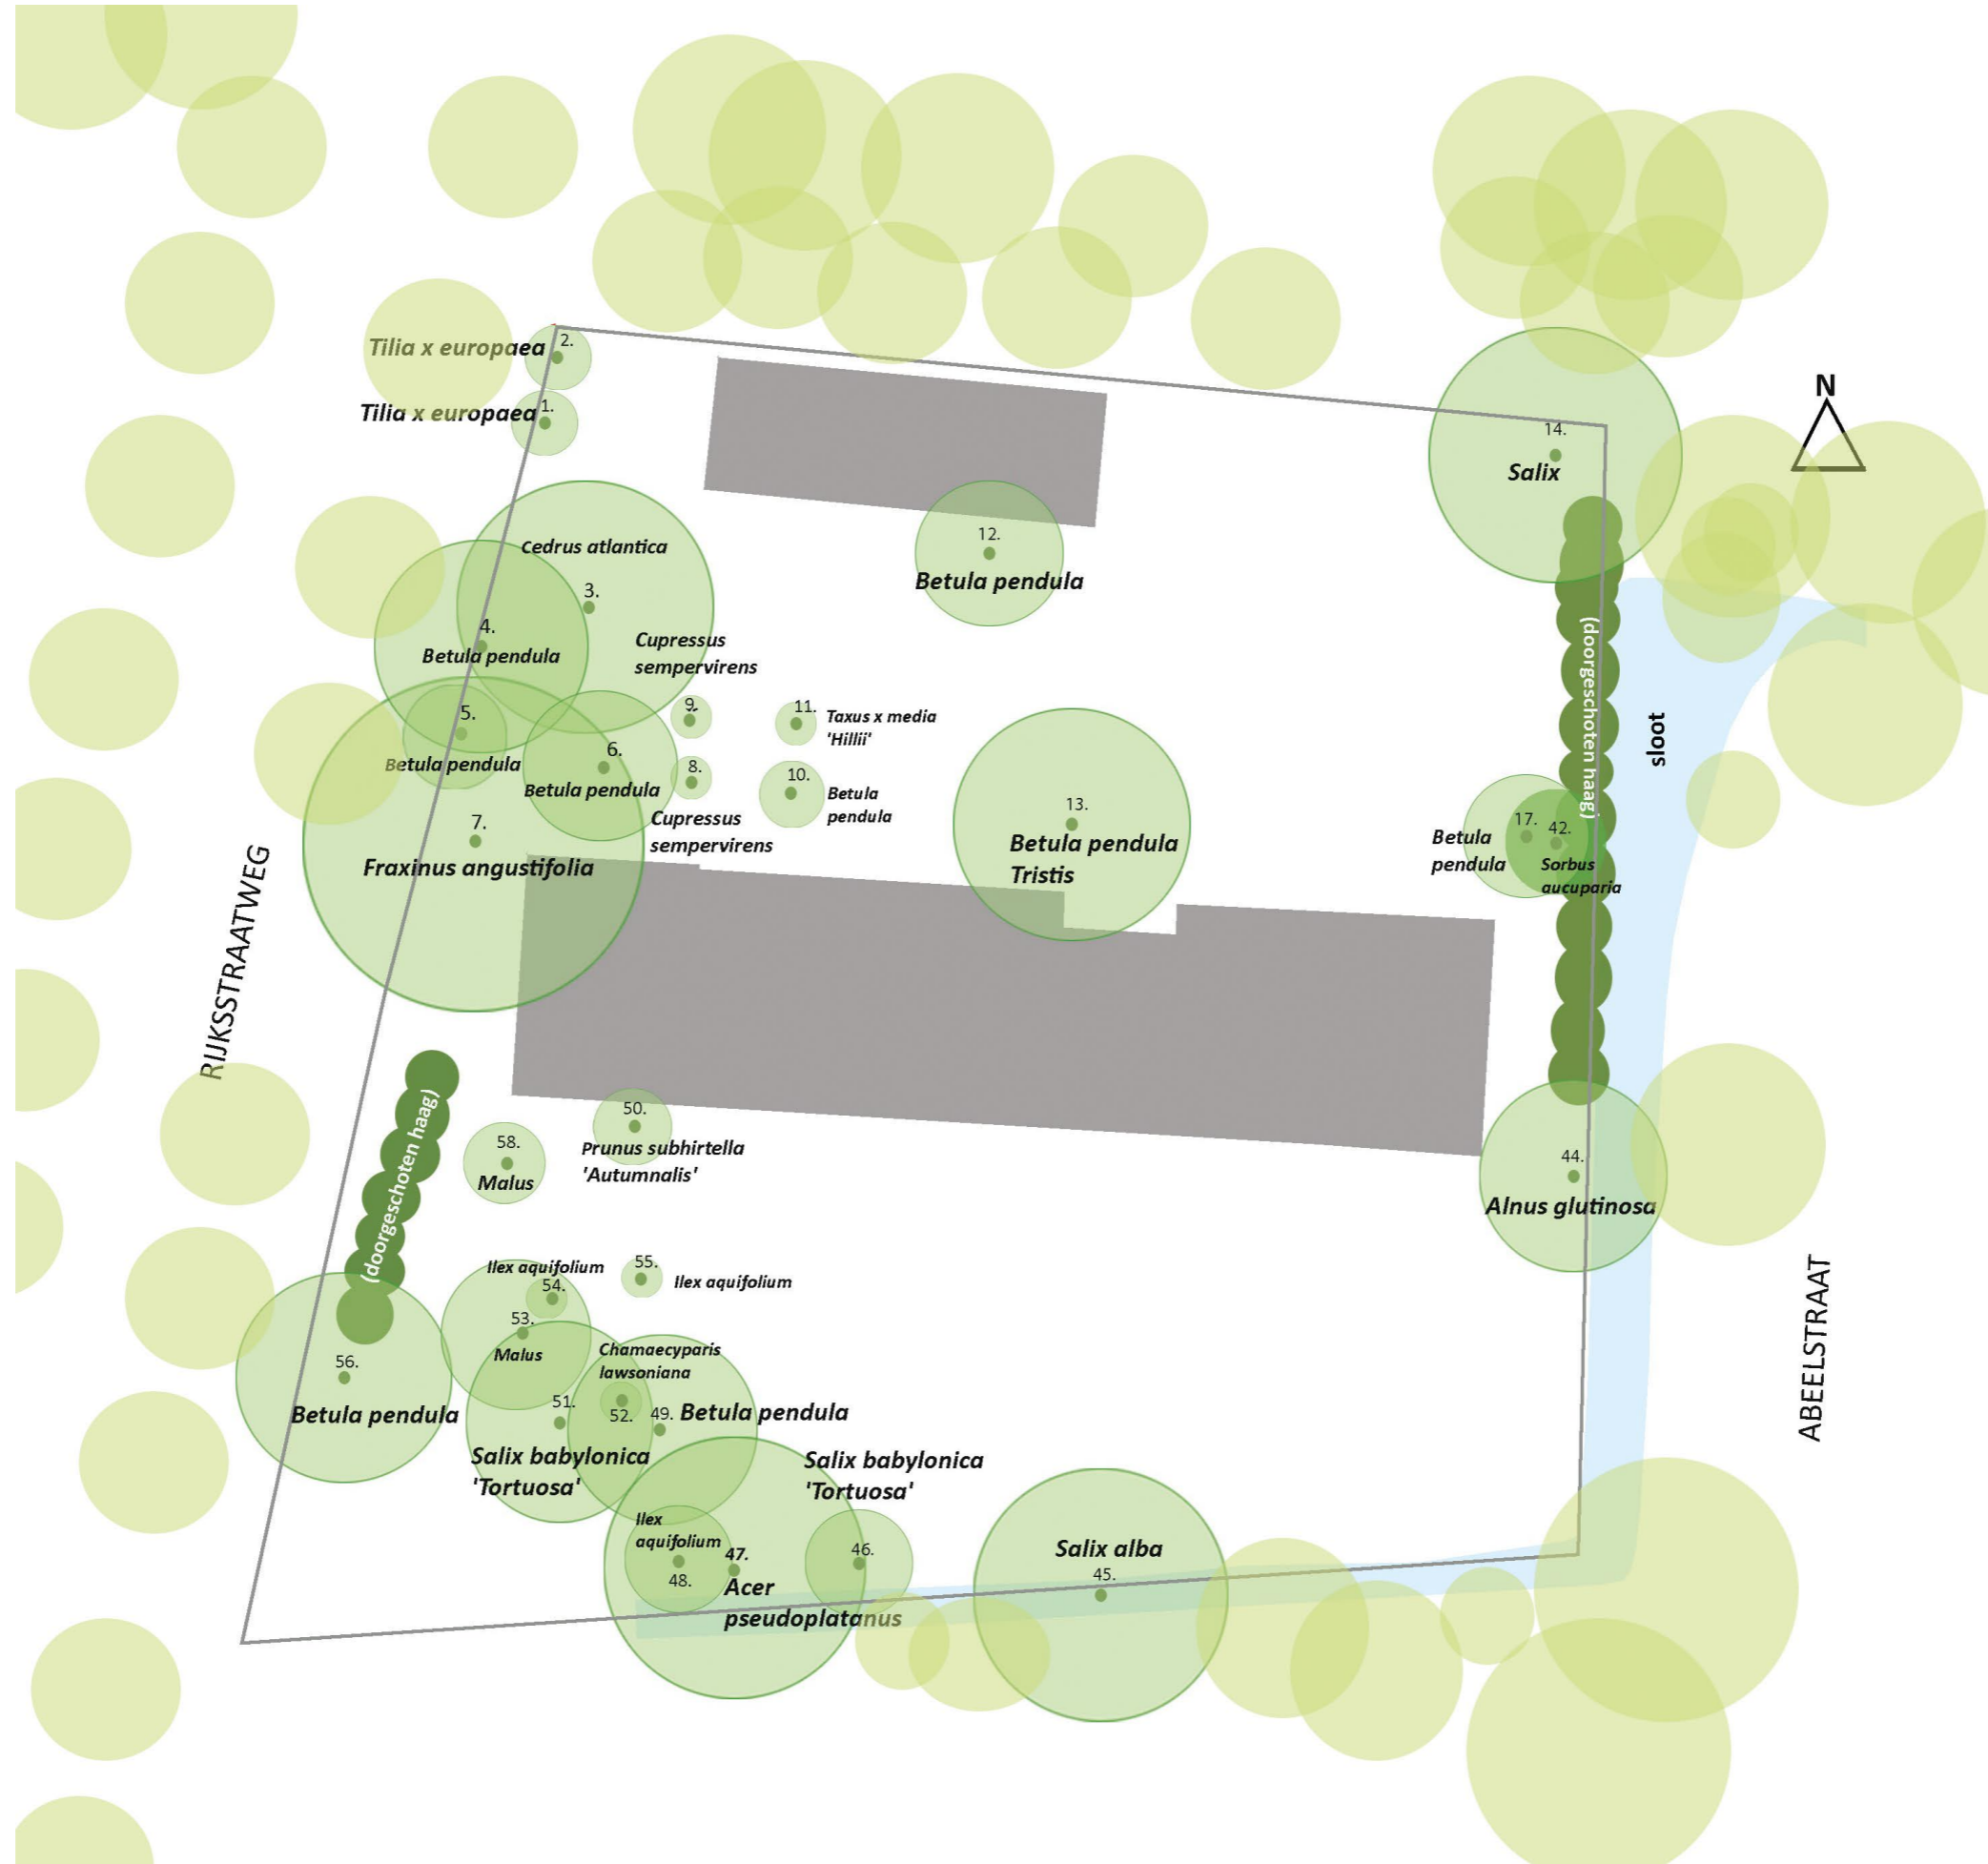 2.
Tilia x europaea
1.
Tilia x europaea
N
14.
Salix
Cedrus atlantica
3.
12.
Betula pendula
4.
Betula pendula
Cupressus
sempervirens
5.
Betula pendula
9.
11.
Taxus x media
'Hillii'
6.
Betula pendula
8.
Cupressus
sempervirens
10.
Betula
pendula
7.
Fraxinus angustifolia
13.
Betula pendula
Tristis
(doorgeschoten haag)
sloot
17.
Betula
pendula
42.
Sorbus
aucuparia
RIJKSSTRAATWEG
(doorgeschoten haag)
58.
Malus
50.
Prunus subhirtella
'Autumnalis'
44.
Alnus glutinosa
Ilex aquifolium
54.
55.
Ilex aquifolium
53.
Malus
56.
Betula pendula
Chamaecyparis
lawsoniana
52.
51.
Salix babylonica
'Tortuosa'
49.
Betula pendula
ABEELSTRAAT
Salix babylonica
'Tortuosa'
46.
Ilex
aquifolium
48.
47.
Acer
pseudoplatanus
Salix alba
45.